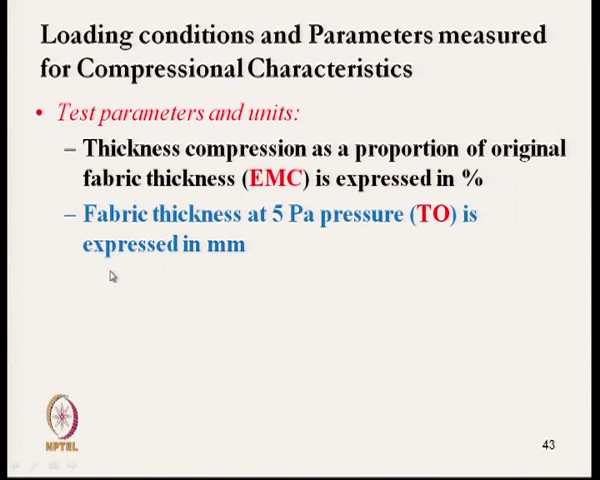 Loading conditions and Parameters measured
for Compressional Characteristics
• Test parameters and units:
– Thickness compression as a proportion of original
fabric thickness (EMC) is expressed in %
– Fabric thickness at 5 Pa pressure (TO) is
expressed in mm
NPTEL
43